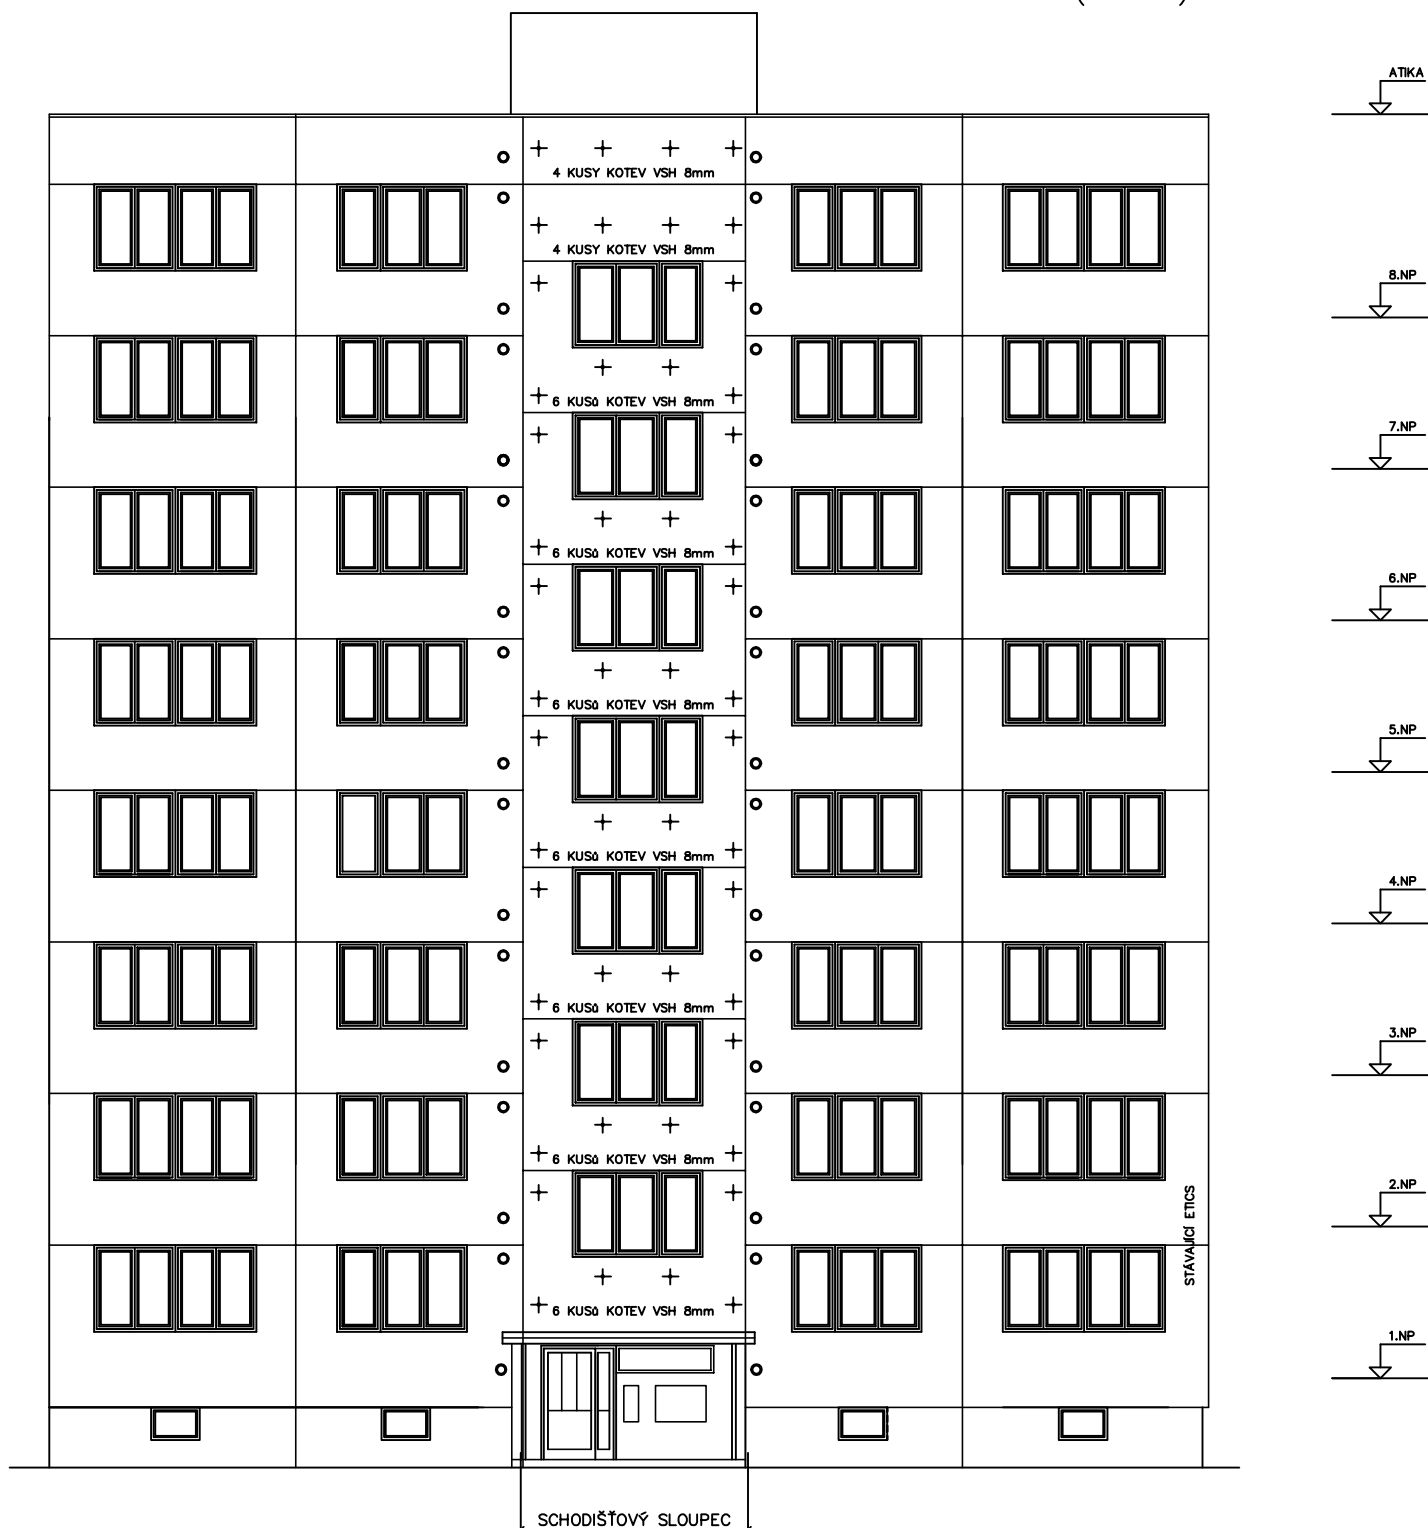 ATIKA
4 KUSY KOTEV VSH 8mm
4 KUSY KOTEV VSH 8mm
8.NP
6 KUSů KOTEV VSH 8mm
7.NP
6 KUSů KOTEV VSH 8mm
6.NP
6 KUSů KOTEV VSH 8mm
5.NP
6 KUSů KOTEV VSH 8mm
4.NP
6 KUSů KOTEV VSH 8mm
3.NP
6 KUSů KOTEV VSH 8mm
2.NP
STÁVAJÍCÍ ETICS
6 KUSů KOTEV VSH 8mm
1.NP
SCHODIŠŤOVÝ SLOUPEC